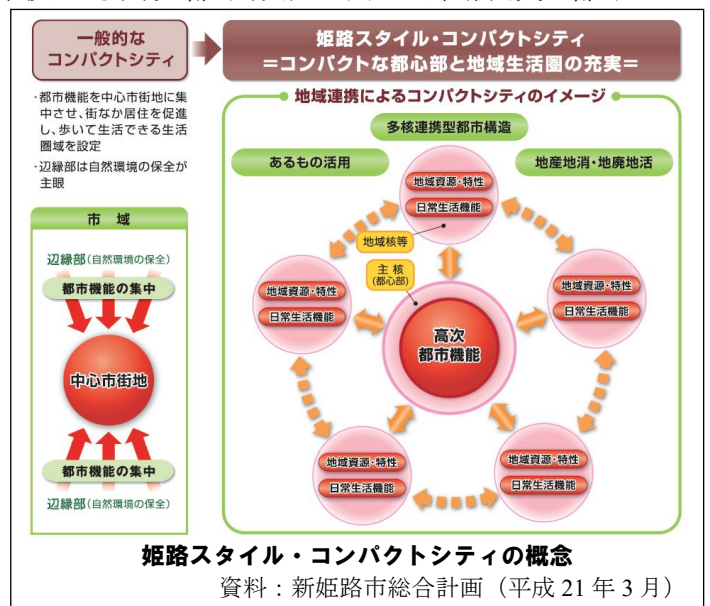 一般的な
コンパクトシティ
姫路スタイル・コンパクトシティ
=コンパクトな都心部と地域生活圏の充実=
・都市機能を中心市街地に集
中させ、街なか居住を促進
し、歩いて生活できる生活
圏域を設定
・辺縁部は自然環境の保全が
主眼
市 域
辺縁部(自然環境の保全)
都市機能の集中
中心市街地
都市機能の集中
辺縁部(自然環境の保全)
地域連携によるコンパクトシティのイメージ
多核連携型都市構造
あるもの活用
地産地消・地廃地活
地域資源・特性
日常生活機能
地域核等
主 核
(都心部)
地域資源・特性
日常生活機能
地域資源・特性
日常生活機能
高次
都市機能
地域資源・特性
日常生活機能
地域資源・特性
日常生活機能
姫路スタイル・コンパクトシティの概念
資料：新姫路市総合計画（平成 21 年 3 月）